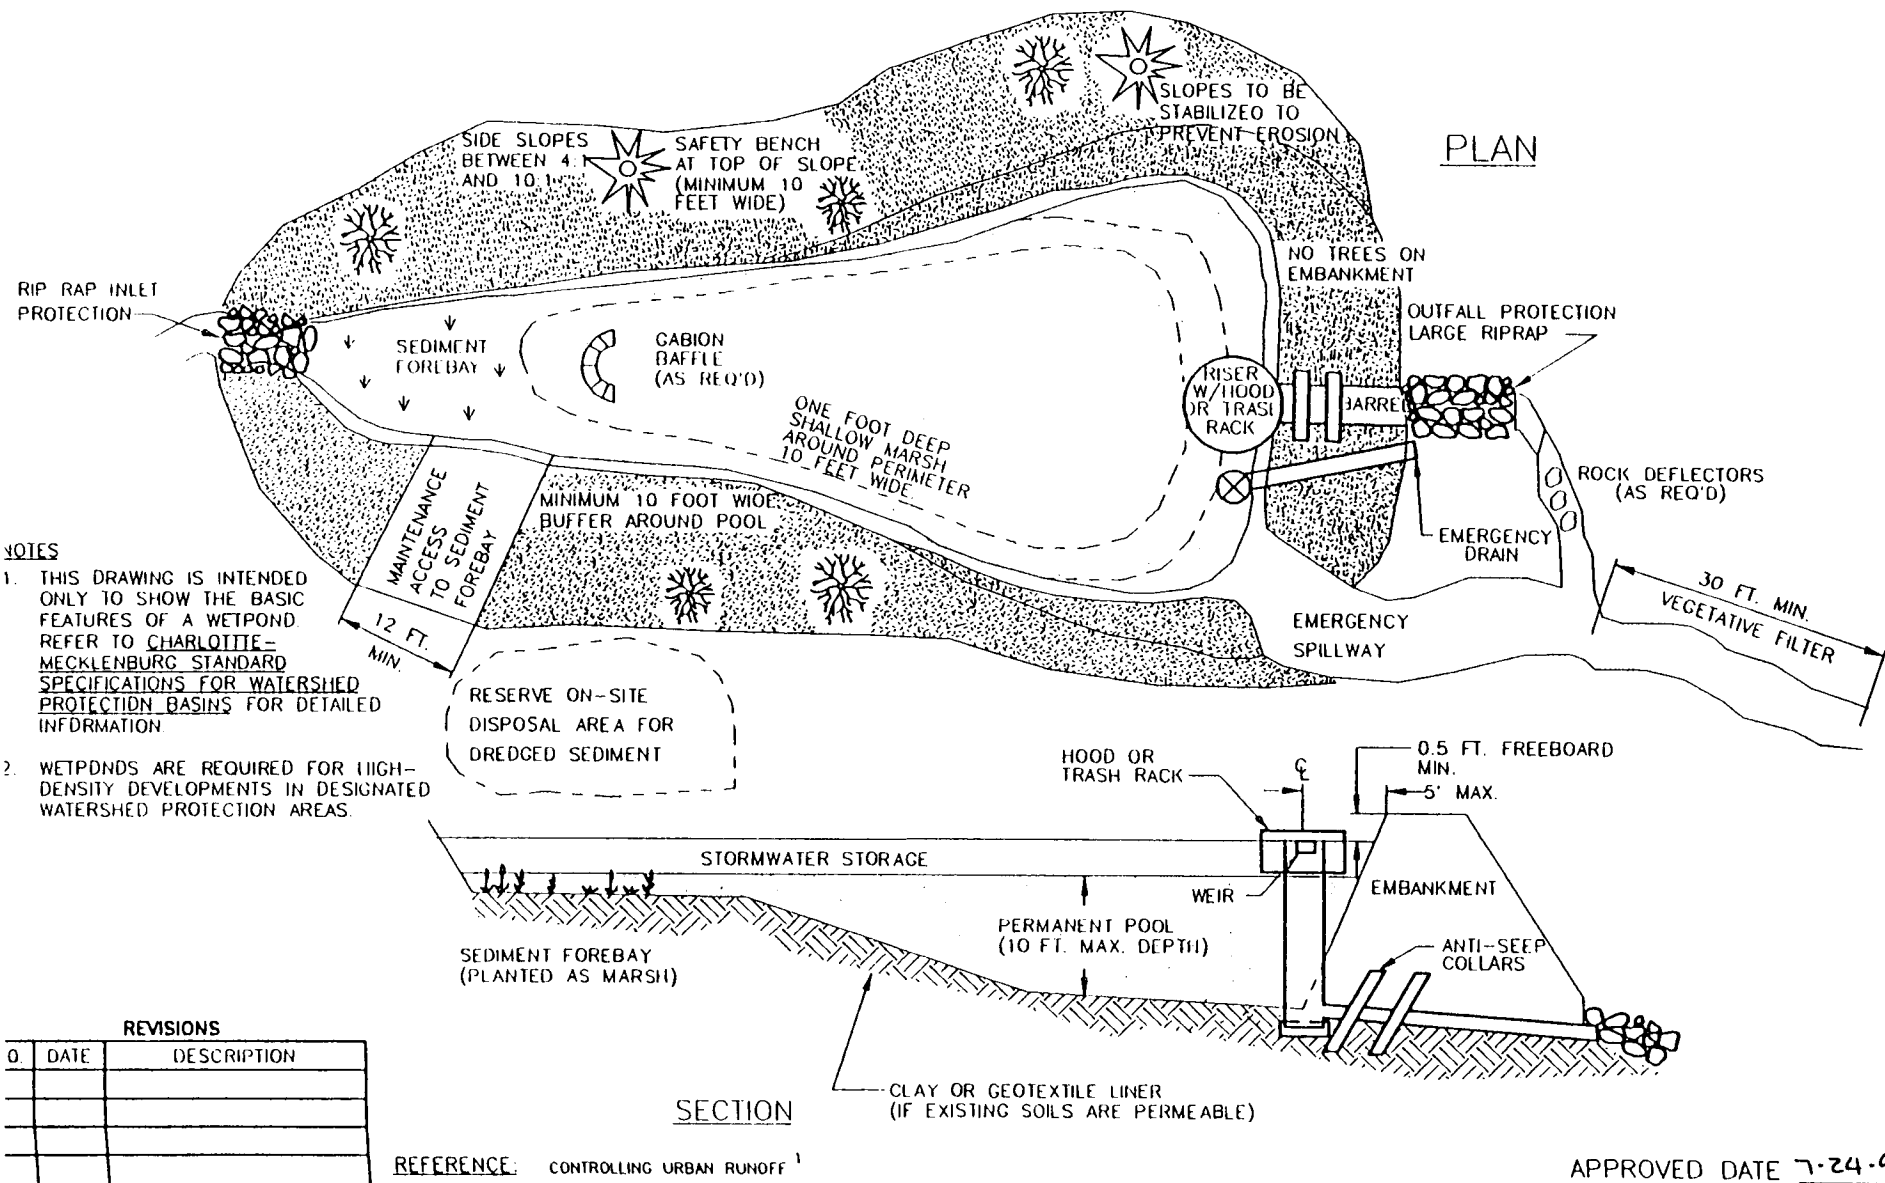 PLAN
SIDE SLOPES
BETWEEN 4:1
AND 10:1
SAFETY BENCH
AT TOP OF SLOPE
(MINIMUM 10
FEET WIDE)
SLOPES TO BE
STABILIZED TO
PREVENT EROSION
NO TREES ON
EMBANKMENT
RIP RAP INLET
PROTECTION
SEDIMENT
FOREBAY
GABION
BAFFLE
(AS REQ'D)
ONE FOOT DEEP
SHALLOW MARSH
AROUND PERIMETER
10 FEET WIDE
RISER
W/HOOD
OR TRASH
RACK
BARREL
OUTFALL PROTECTION
LARGE RIPRAP
ROCK DEFLECTORS
(AS REQ'D)
EMERGENCY
DRAIN
MAINTENANCE
ACCESS
TO SEDIMENT
FOREBAY
12 FT.
MIN.
MINIMUM 10 FOOT WIDE
BUFFER AROUND POOL
EMERGENCY
SPILLWAY
30 FT. MIN.
VEGETATIVE FILTER
RESERVE ON-SITE
DISPOSAL AREA FOR
DREDGED SEDIMENT
NOTES
1. THIS DRAWING IS INTENDED
ONLY TO SHOW THE BASIC
FEATURES OF A WETPOND.
REFER TO CHARLOTTE-
MECKLENBURG STANDARD
SPECIFICATIONS FOR WATERSHED
PROTECTION BASINS FOR DETAILED
INFORMATION
2. WETPONDS ARE REQUIRED FOR HIGH-
DENSITY DEVELOPMENTS IN DESIGNATED
WATERSHED PROTECTION AREAS.
HOOD OR
TRASH RACK
℄
0.5 FT. FREEBOARD
MIN.
5' MAX.
STORMWATER STORAGE
WEIR
EMBANKMENT
PERMANENT POOL
(10 FT. MAX. DEPTH)
SEDIMENT FOREBAY
(PLANTED AS MARSH)
ANTI-SEEP
COLLARS
CLAY OR GEOTEXTILE LINER
(IF EXISTING SOILS ARE PERMEABLE)
SECTION
REVISIONS
O. DATE DESCRIPTION
REFERENCE: CONTROLLING URBAN RUNOFF 1
APPROVED DATE 7-24-